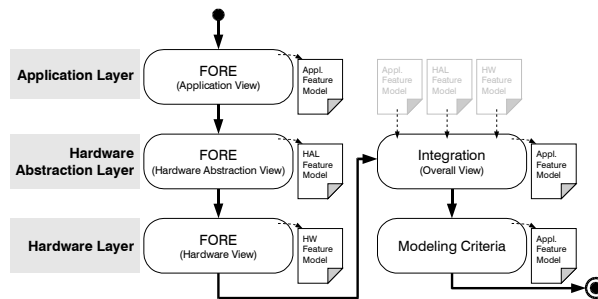 Application Layer
FORE
(Application View)
Appl.
Feature
Model
Appl.
Feature
Model
HAL
Feature
Model
HW
Feature
Model
Hardware
Abstraction Layer
FORE
(Hardware Abstraction View)
HAL
Feature
Model
Integration
(Overall View)
Appl.
Feature
Model
Hardware Layer
FORE
(Hardware View)
HW
Feature
Model
Modeling Criteria
Appl.
Feature
Model